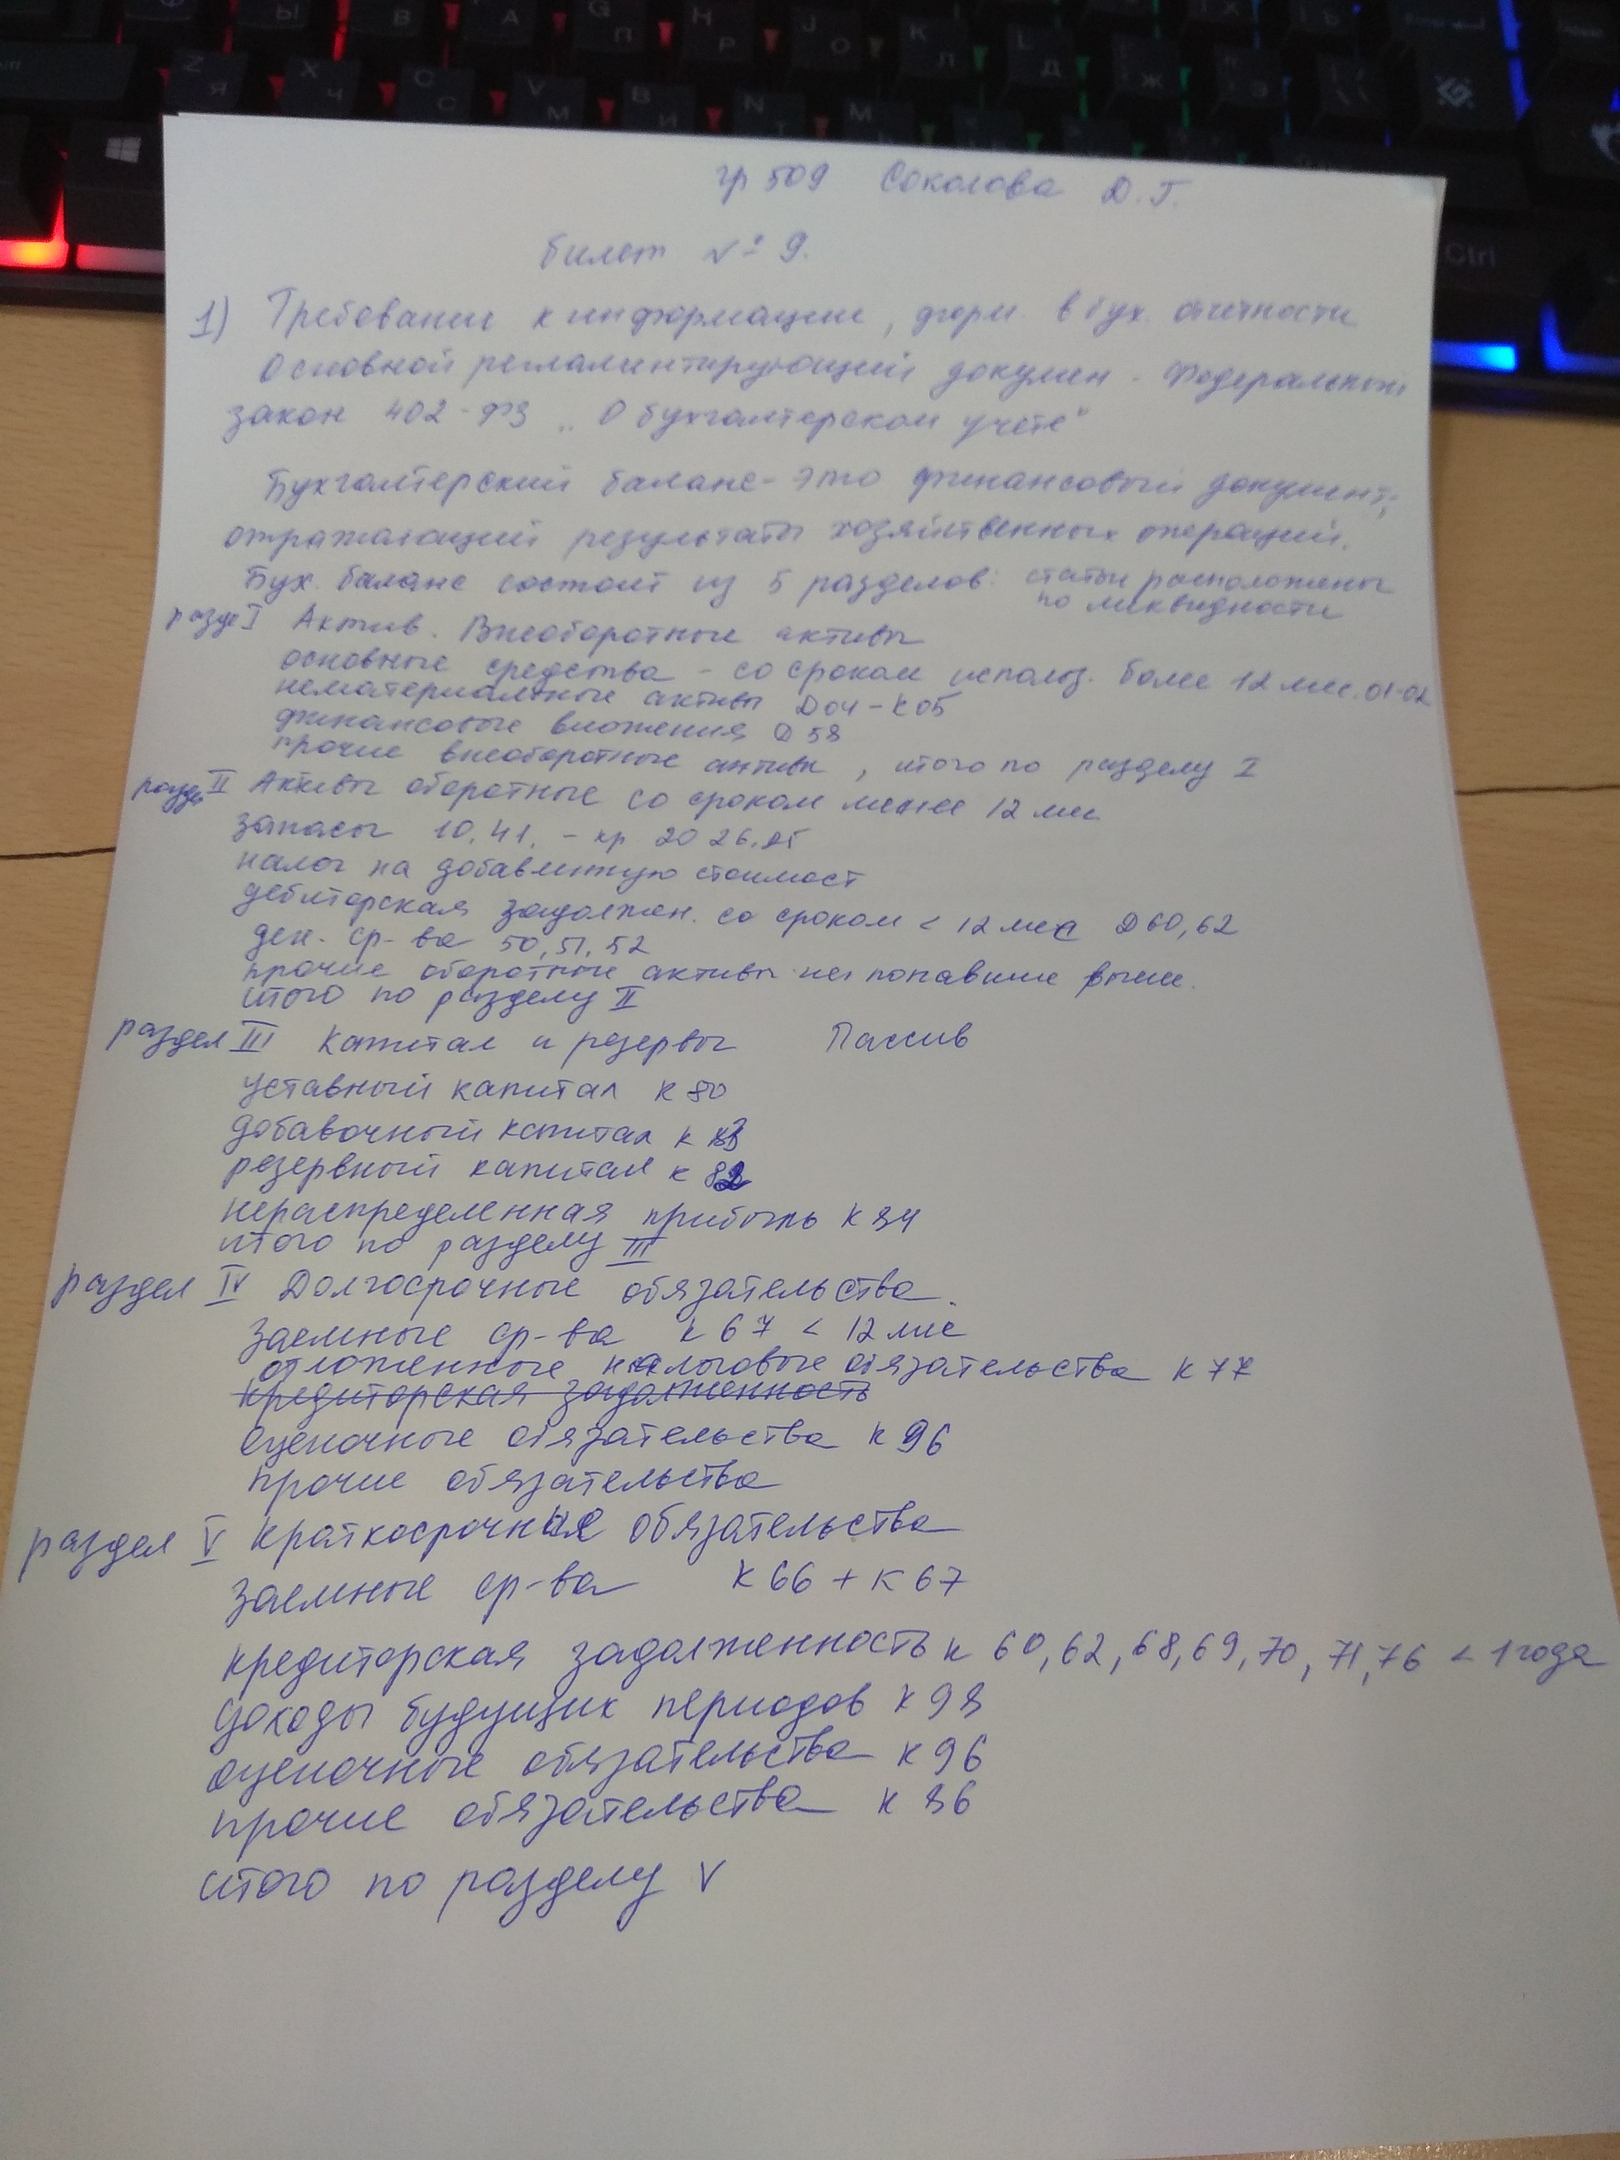 гр 509 Соколова Д. Г.
билет № 9.
1) Требование к информации, форм. в бух. отчетности
Основной регламентирующий докумен - Федеральный
закон 402-ФЗ „О бухгалтерском учете"
Бухгалтерский баланс - это финансовый документ,
отражающий результаты хозяйственных операций.
Бух. баланс состоит из 5 разделов: статьи расположены
по ликвидности
разде I Актив. Внеоборотные активы
основные средства - со сроком использ. более 12 мес. 01-02
нематериальные активы Д04-К05
финансовые вложения Д 58
прочие внеоборотные активы, итого по разделу I
разде II Активы оборотные со сроком менее 12 мес
запасы 10.41. - кр 20 26.25
налог на добавленную стоимост
дебиторская задолжен. со сроком < 12 мес Д60,62
ден. ср-ва 50,51,52
прочие оборотные активы не попавшие выше.
итого по разделу II
раздел III Капитал и резервы Пассив
уставный капитал К 80
добавочный капитал К 83
резервный капитал К 82
нераспределенная прибыль К 84
итого по разделу III
раздел IV Долгосрочные обязательства.
Заемные ср-ва К 67 < 12 мес
отложенные налоговые обязательства К 77
кредиторская задолженность
оценочные обязательства К 96
прочие обязательства
раздел V Краткосрочные обязательства
Заемные ср-ва К66 + К 67
кредиторская задолженность К 60, 62, 68, 69, 70, 71, 76 < 1 года
доходы будущих периодов К 98
оценочные обязательства К 96
прочие обязательства К 86
итого по разделу V
Z
Я
X
Ч
C
С
V
М
B
И
N
Т
M
Ь
G
П
H
Р
J
О
K
Л
L
Д
Ж
Э
Ctrl